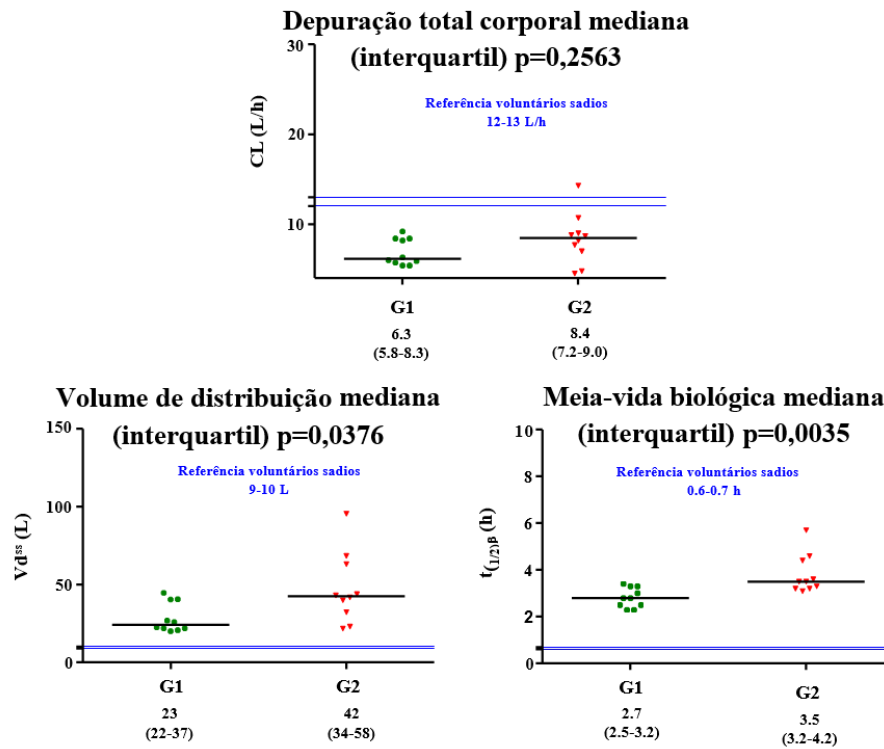 Depuração total corporal mediana
(interquartil) p=0,2563
30
20
10
CL (L/h)
Referência voluntários sadios
12-13 L/h
G1
G2
6.3
(5.8-8.3)
8.4
(7.2-9.0)
Volume de distribuição mediana
(interquartil) p=0,0376
150
100
50
0
Vdss (L)
Referência voluntários sadios
9-10 L
G1
G2
23
(22-37)
42
(34-58)
Meia-vida biológica mediana
(interquartil) p=0,0035
10
8
6
4
2
0
t(1/2)β (h)
Referência voluntários sadios
0.6-0.7 h
G1
G2
2.7
(2.5-3.2)
3.5
(3.2-4.2)